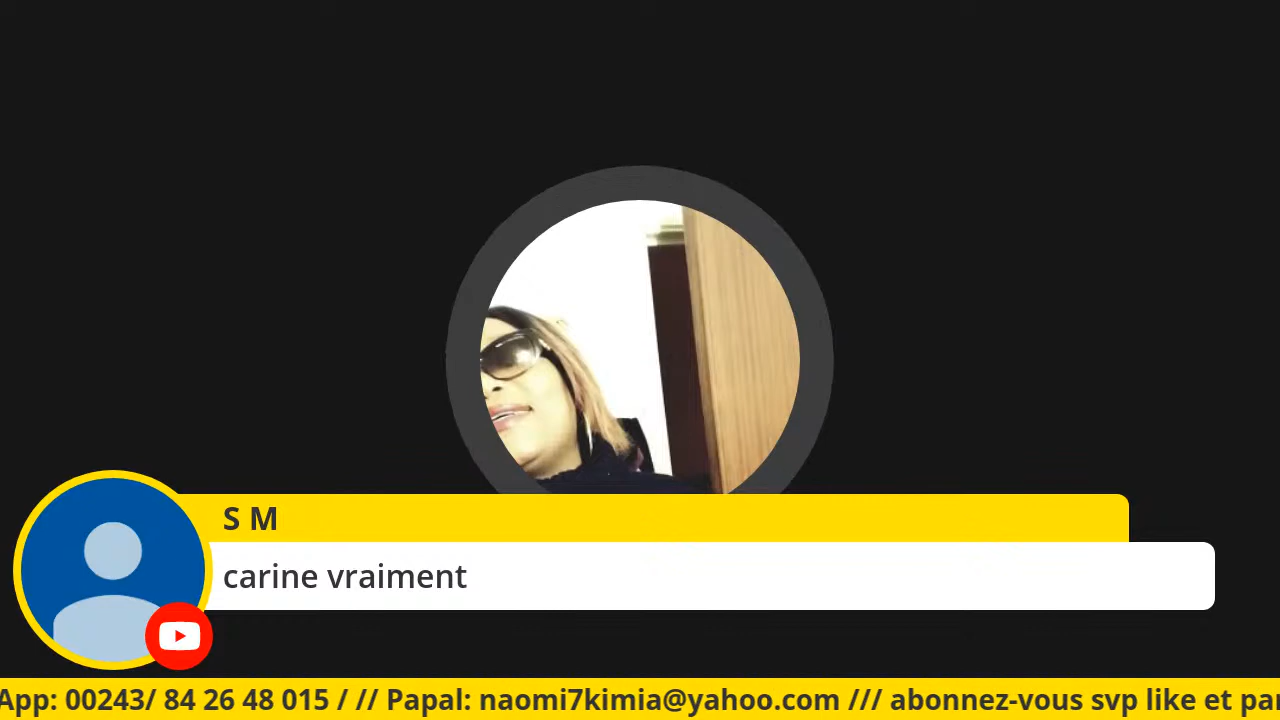 S M
carine vraiment
App: 00243/ 84 26 48 015 / // Papal: naomi7kimia@yahoo.com /// abonnez-vous svp like et par